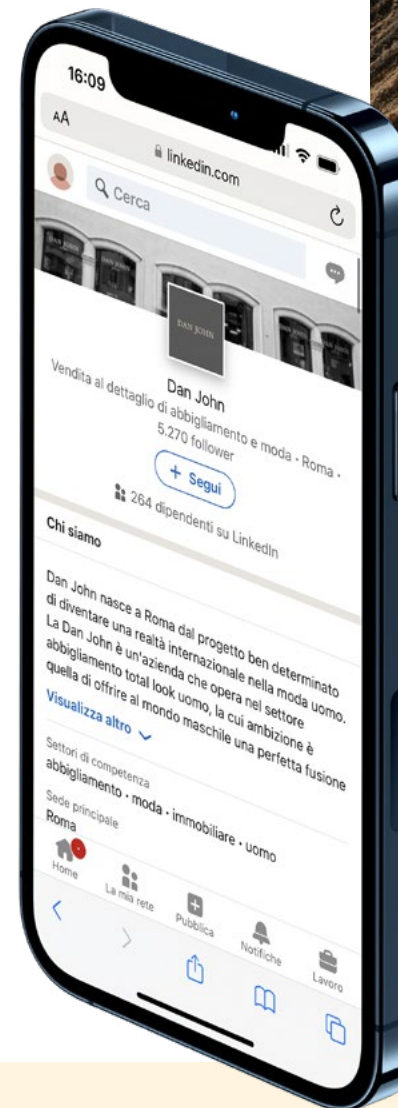 16:09
AA
linkedin.com
Cerca
DAN JOHN
Dan John
Vendita al dettaglio di abbigliamento e moda • Roma •
5.270 follower
+ Segui
264 dipendenti su LinkedIn
Chi siamo
Dan John nasce a Roma dal progetto ben determinato
di diventare una realtà internazionale nella moda uomo.
La Dan John è un'azienda che opera nel settore
abbigliamento total look uomo, la cui ambizione è
quella di offrire al mondo maschile una perfetta fusione
Visualizza altro
Settori di competenza
abbigliamento • moda • immobiliare • uomo
Sede principale
Roma
Home
La mia rete
Pubblica
Notifiche
Lavoro